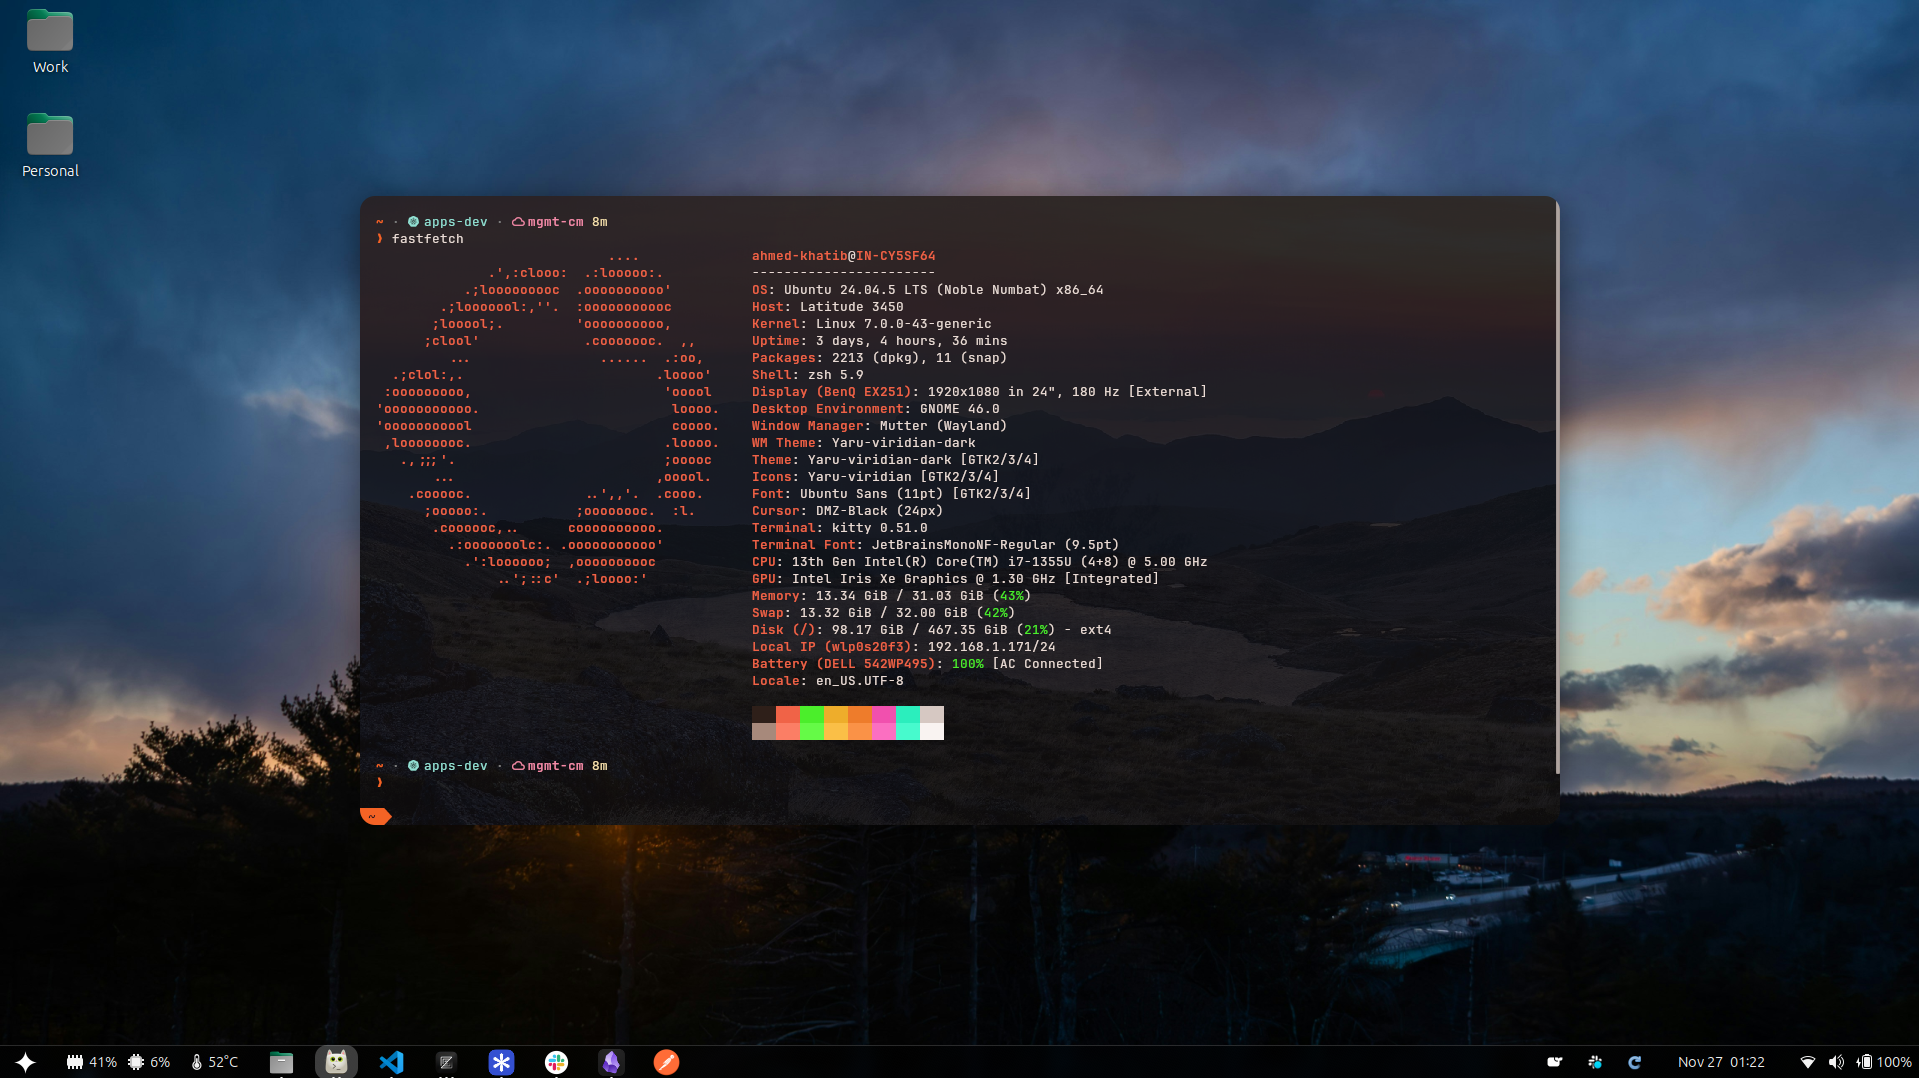 Work
Personal
~ · apps-dev · mgmt-cm 8m
❱ fastfetch
ahmed-khatib@IN-CY5SF64
-----------------------
OS: Ubuntu 24.04.5 LTS (Noble Numbat) x86_64
Host: Latitude 3450
Kernel: Linux 7.0.0-43-generic
Uptime: 3 days, 4 hours, 36 mins
Packages: 2213 (dpkg), 11 (snap)
Shell: zsh 5.9
Display (BenQ EX251): 1920x1080 in 24", 180 Hz [External]
Desktop Environment: GNOME 46.0
Window Manager: Mutter (Wayland)
WM Theme: Yaru-viridian-dark
Theme: Yaru-viridian-dark [GTK2/3/4]
Icons: Yaru-viridian [GTK2/3/4]
Font: Ubuntu Sans (11pt) [GTK2/3/4]
Cursor: DMZ-Black (24px)
Terminal: kitty 0.51.0
Terminal Font: JetBrainsMonoNF-Regular (9.5pt)
CPU: 13th Gen Intel(R) Core(TM) i7-1355U (4+8) @ 5.00 GHz
GPU: Intel Iris Xe Graphics @ 1.30 GHz [Integrated]
Memory: 13.34 GiB / 31.03 GiB (43%)
Swap: 13.32 GiB / 32.00 GiB (42%)
Disk (/): 98.17 GiB / 467.35 GiB (21%) - ext4
Local IP (wlp0s20f3): 192.168.1.171/24
Battery (DELL 542WP495): 100% [AC Connected]
Locale: en_US.UTF-8
~ · apps-dev · mgmt-cm 8m
❱
~
41% 6% 52°C
Nov 27 01:22
100%